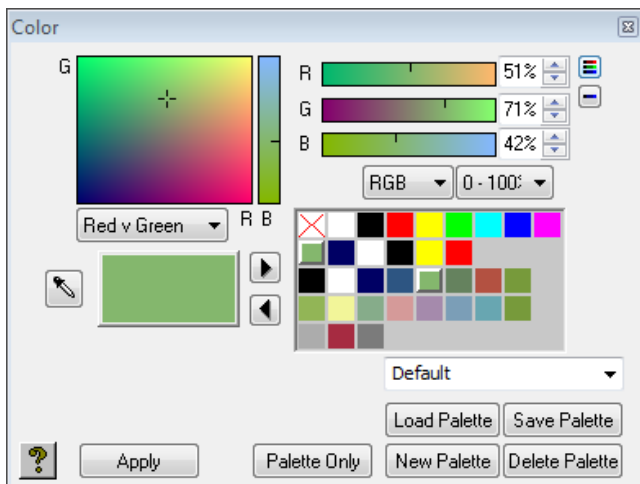 Color
G
R 51%
G 71%
B 42%
RGB 0 - 100%
Red v Green R B
Default
Load Palette Save Palette
? Apply Palette Only New Palette Delete Palette